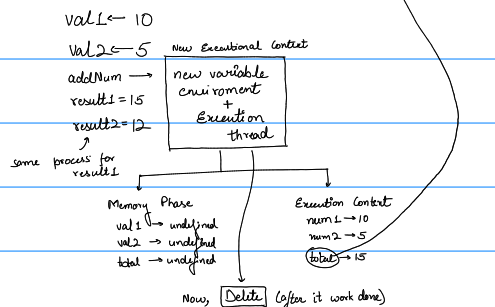 val1 ← 10
val2 ← 5
addNum →
result1 = 15
result2 = 12
same process for
result1
New Executional Context
new variable
enviroment
+
Execution
thread
Memory Phase
val1 → undefined
val2 → undefined
total → undefined
Execution Context
num1 → 10
num2 → 5
total → 15
Now, Delete (after it work done)